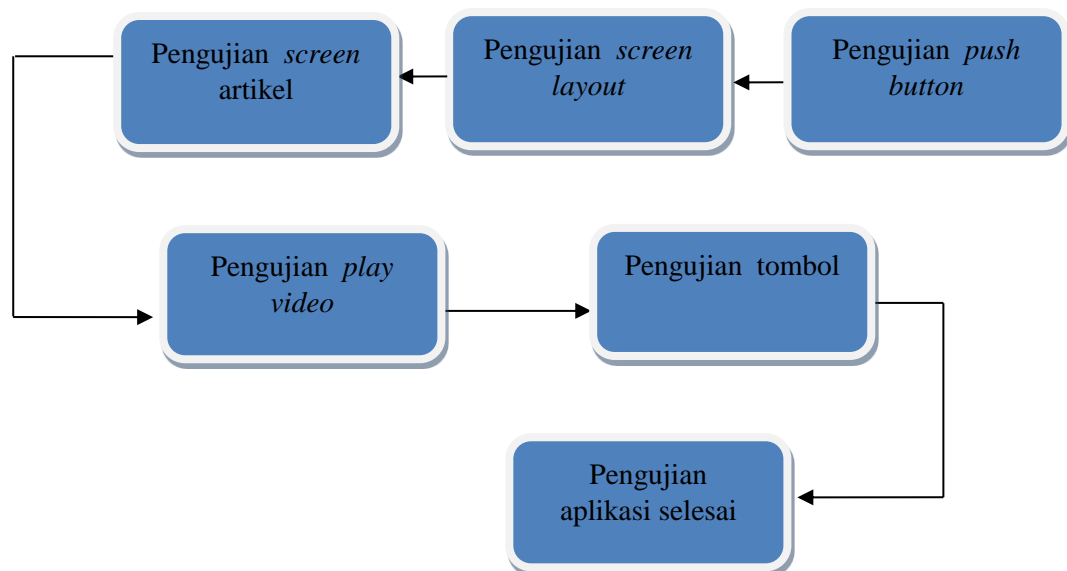 Pengujian screen
artikel
Pengujian screen
layout
Pengujian push
button
Pengujian play
video
Pengujian tombol
Pengujian
aplikasi selesai